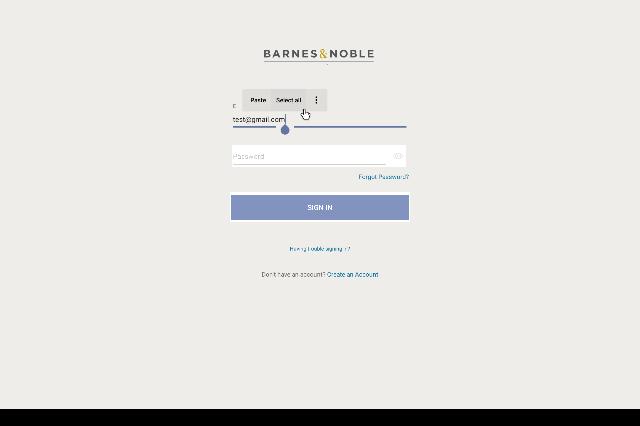 BARNES&NOBLE
Paste Select all
E
test@gmail.com
Password
Forgot Password?
SIGN IN
Having trouble signing in?
Don't have an account? Create an Account